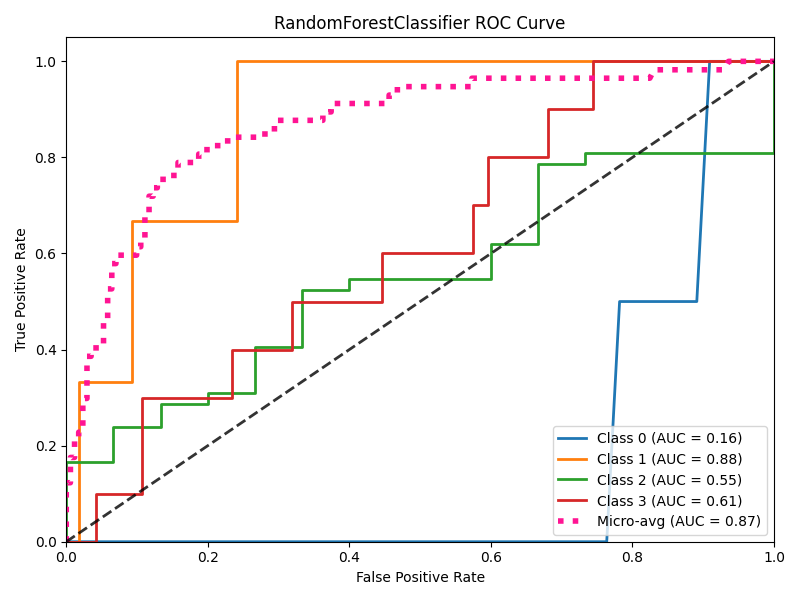 RandomForestClassifier ROC Curve
True Positive Rate
1.0
0.8
0.6
0.4
0.2
0.0
0.0 0.2 0.4 0.6 0.8 1.0
False Positive Rate
Class 0 (AUC = 0.16)
Class 1 (AUC = 0.88)
Class 2 (AUC = 0.55)
Class 3 (AUC = 0.61)
Micro-avg (AUC = 0.87)